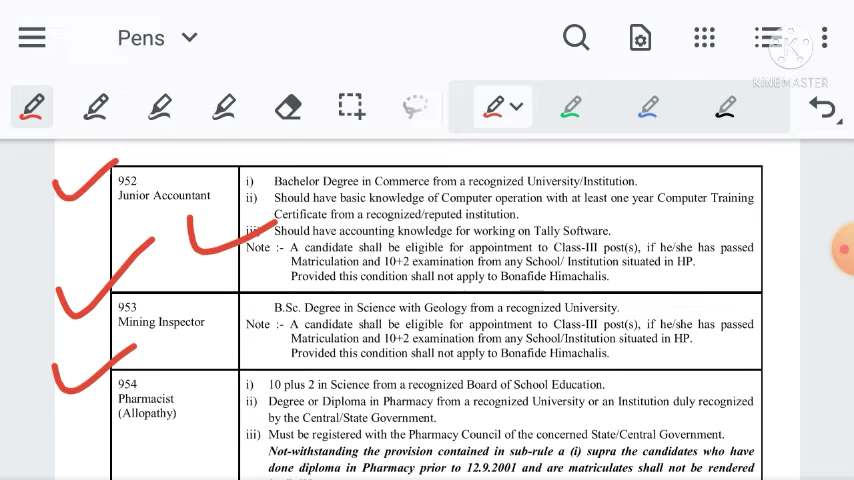 Pens
KINEMASTER
952
Junior Accountant
i) Bachelor Degree in Commerce from a recognized University/Institution.
ii) Should have basic knowledge of Computer operation with at least one year Computer Training
Certificate from a recognized/reputed institution.
iii) Should have accounting knowledge for working on Tally Software.
Note :- A candidate shall be eligible for appointment to Class-III post(s), if he/she has passed
Matriculation and 10+2 examination from any School/ Institution situated in HP.
Provided this condition shall not apply to Bonafide Himachalis.
953
Mining Inspector
B.Sc. Degree in Science with Geology from a recognized University.
Note :- A candidate shall be eligible for appointment to Class-III post(s), if he/she has passed
Matriculation and 10+2 examination from any School/Institution situated in HP.
Provided this condition shall not apply to Bonafide Himachalis.
954
Pharmacist
(Allopathy)
i) 10 plus 2 in Science from a recognized Board of School Education.
ii) Degree or Diploma in Pharmacy from a recognized University or an Institution duly recognized
by the Central/State Government.
iii) Must be registered with the Pharmacy Council of the concerned State/Central Government.
Not-withstanding the provision contained in sub-rule a (i) supra the candidates who have
done diploma in Pharmacy prior to 12.9.2001 and are matriculates shall not be rendered